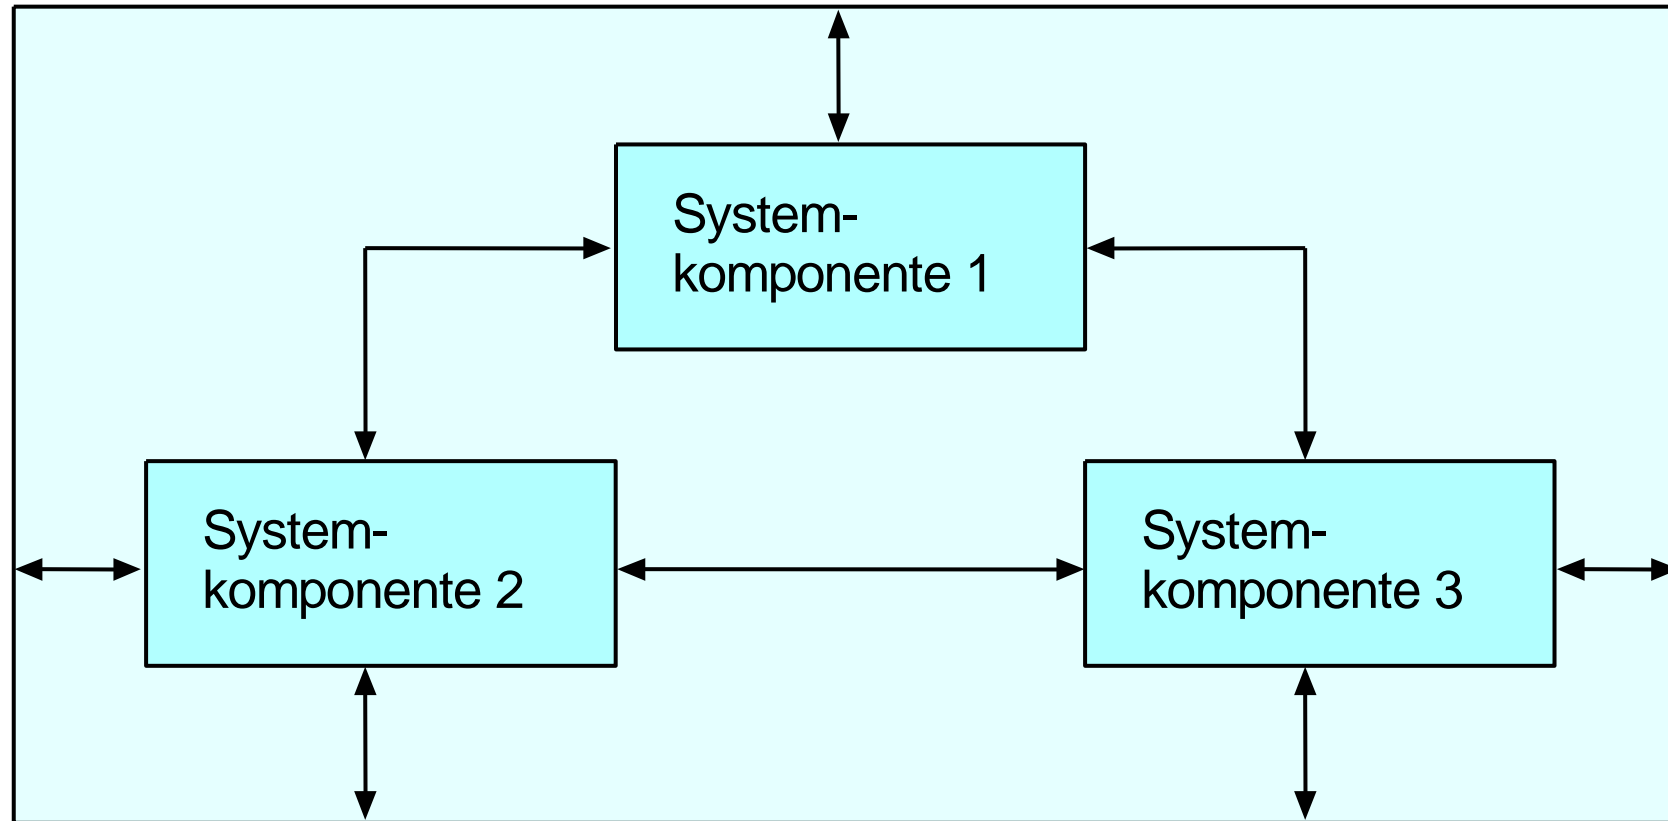 System-
komponente 1
System-
komponente 2
System-
komponente 3